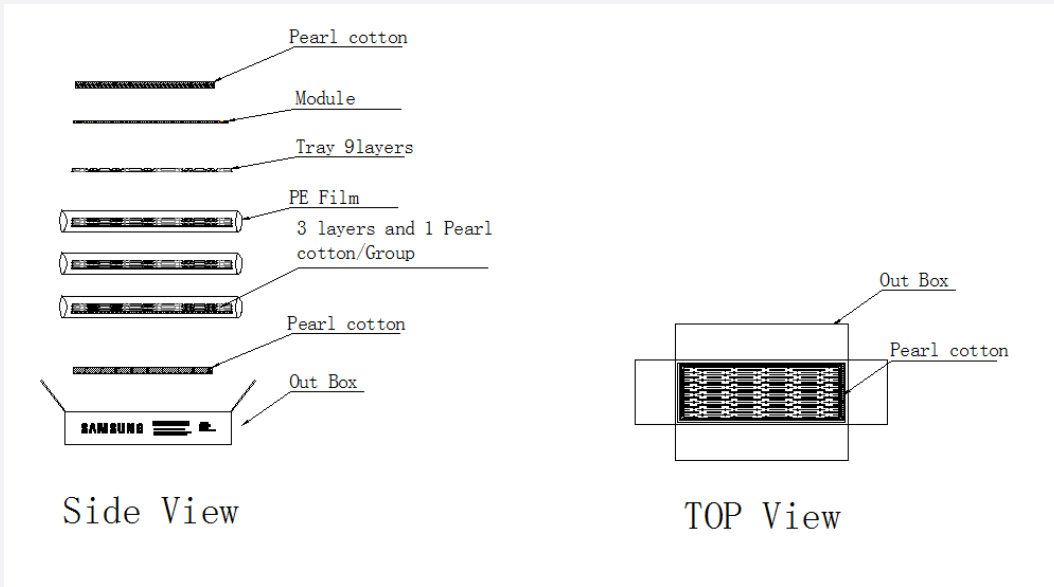 Pearl cotton
Module
Tray 9layers
PE Film
3 layers and 1 Pearl
cotton/Group
Pearl cotton
Out Box
SAMSUNG
Side View
Out Box
Pearl cotton
TOP View